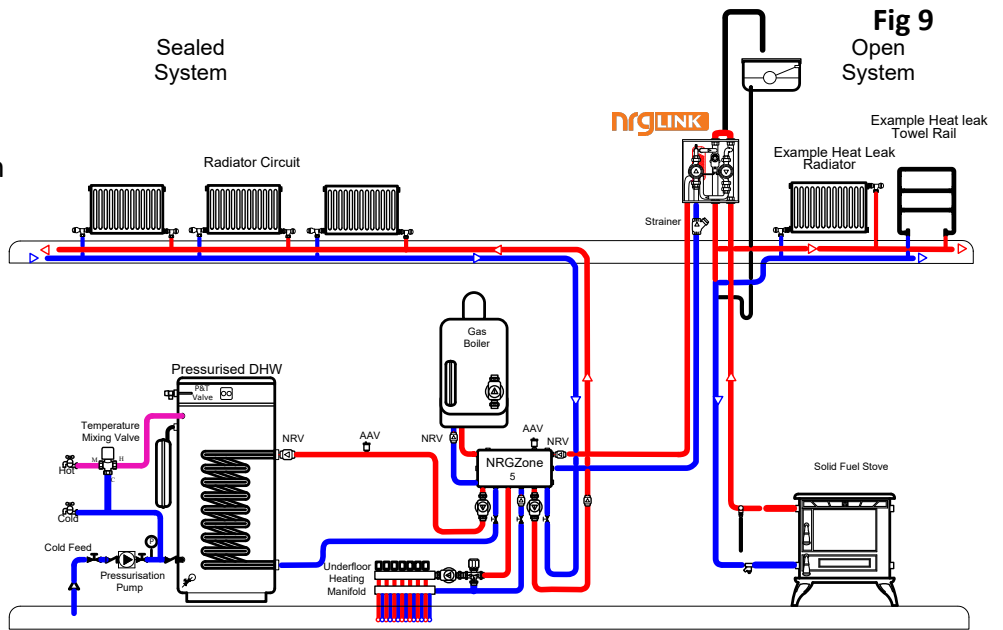 Fig 9
Sealed
System
Open
System
nrgLINK
Example Heat leak
Towel Rail
Example Heat Leak
Radiator
Radiator Circuit
Strainer
Gas
Boiler
Pressurised DHW
P&T
Valve
Temperature
Mixing Valve
NRV
AAV
NRV
AAV
NRV
M
H
C
Hot
NRGZone
5
Solid Fuel Stove
Cold
Cold Feed
Pressurisation
Pump
Underfloor
Heating
Manifold